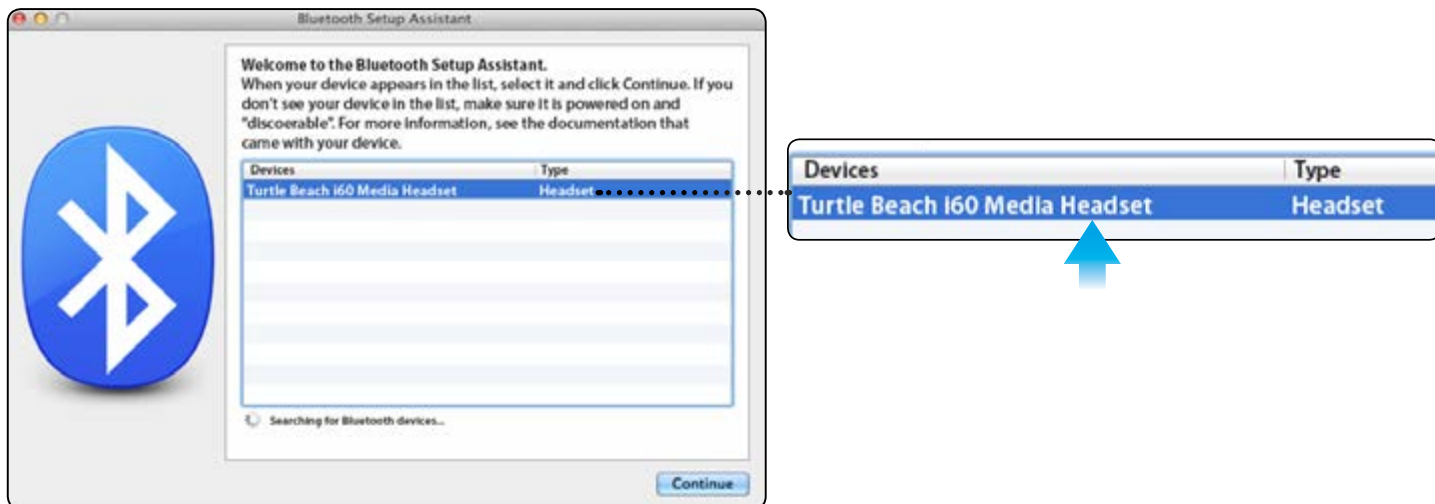 Bluetooth Setup Assistant
Welcome to the Bluetooth Setup Assistant.
When your device appears in the list, select it and click Continue. If you
don't see your device in the list, make sure it is powered on and
"discoerable". For more information, see the documentation that
came with your device.
Devices Type
Turtle Beach i60 Media Headset Headset
Searching for Bluetooth devices...
Continue
Devices Type
Turtle Beach i60 Media Headset Headset